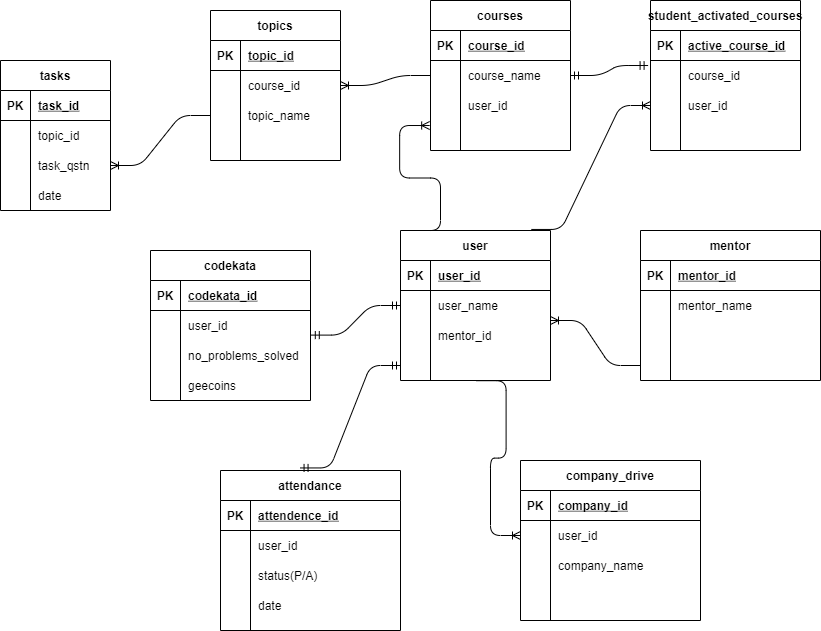 tasks
PK task_id
topic_id
task_qstn
date
topics
PK topic_id
course_id
topic_name
courses
PK course_id
course_name
user_id
student_activated_courses
PK active_course_id
course_id
user_id
codekata
PK codekata_id
user_id
no_problems_solved
geecoins
user
PK user_id
user_name
mentor_id
mentor
PK mentor_id
mentor_name
attendance
PK attendence_id
user_id
status(P/A)
date
company_drive
PK company_id
user_id
company_name